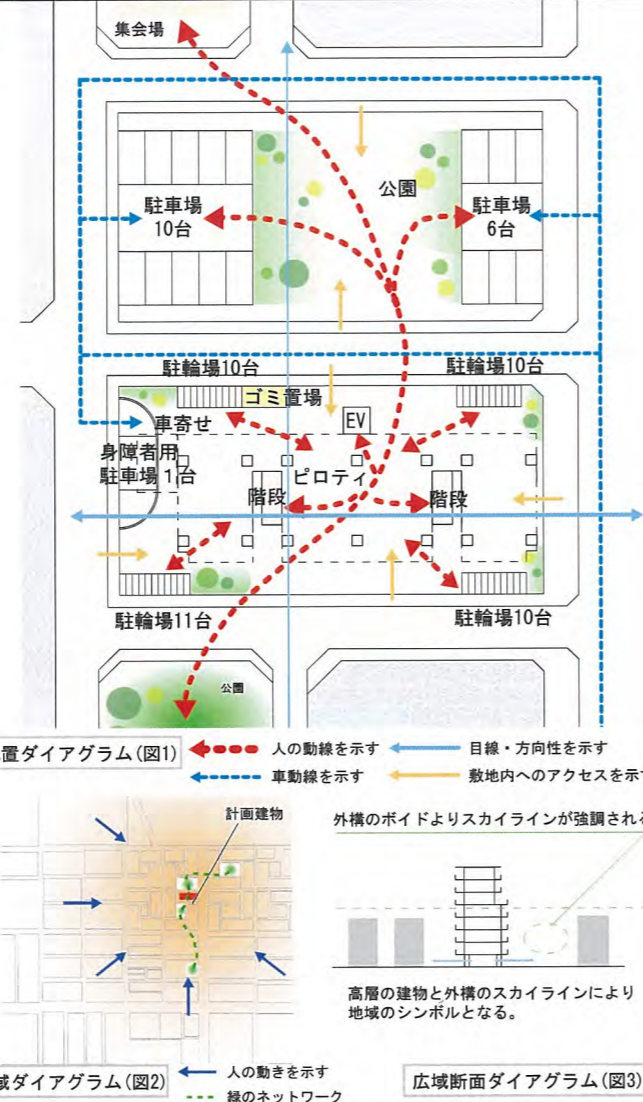 集会場
公園
駐車場
10台
駐車場
6台
駐輪場10台
駐輪場10台
ゴミ置場
車寄せ
EV
身障者用
駐車場1台
ピロティ
階段
階段
駐輪場11台
駐輪場10台
公園
置ダイアグラム(図1)
人の動線を示す
目線・方向性を示す
車動線を示す
敷地内へのアクセスを示す
計画建物
外構のボイドよりスカイラインが強調される
高層の建物と外構のスカイラインにより
地域のシンボルとなる。
域ダイアグラム(図2)
人の動きを示す
緑のネットワーク
広域断面ダイアグラム(図3)